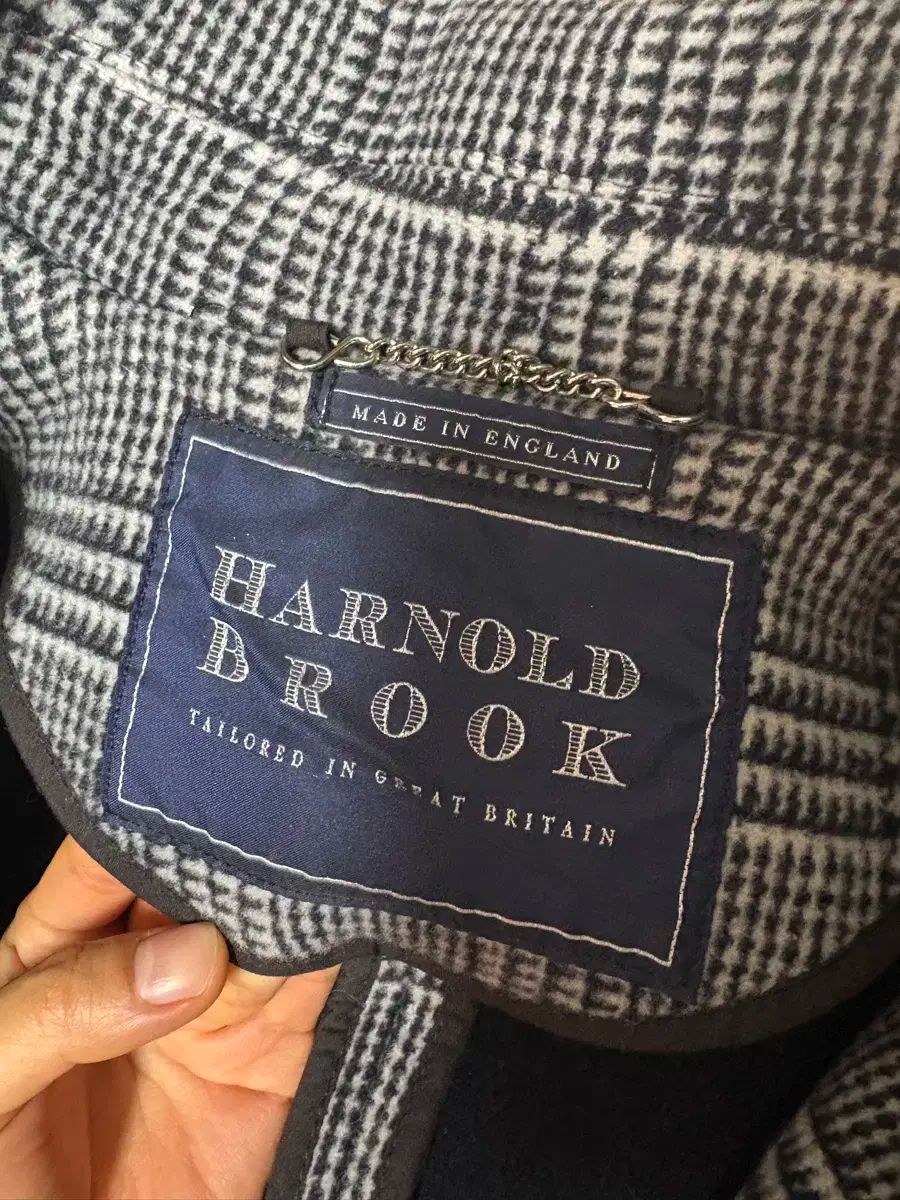 MADE IN ENGLAND
HARNOLD
BROOK
TAILORED IN GREAT BRITAIN